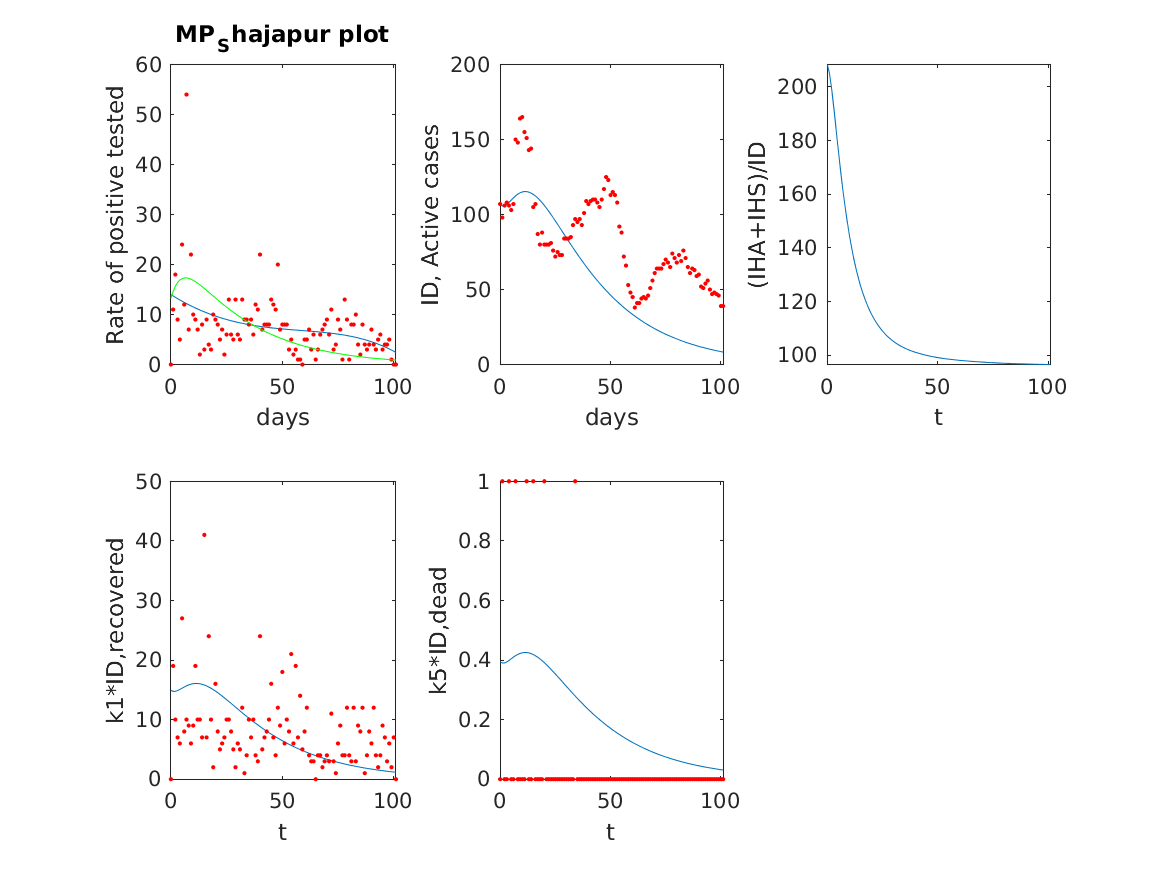 MP_Shajapur plot
60
50
40
30
20
10
0
0 50 100
Rate of positive tested
days
200
150
100
50
0
0 50 100
ID, Active cases
days
200
180
160
140
120
100
0 50 100
(IHA+IHS)/ID
t
50
40
30
20
10
0
0 50 100
k1*ID,recovered
t
1
0.8
0.6
0.4
0.2
0
0 50 100
k5*ID,dead
t